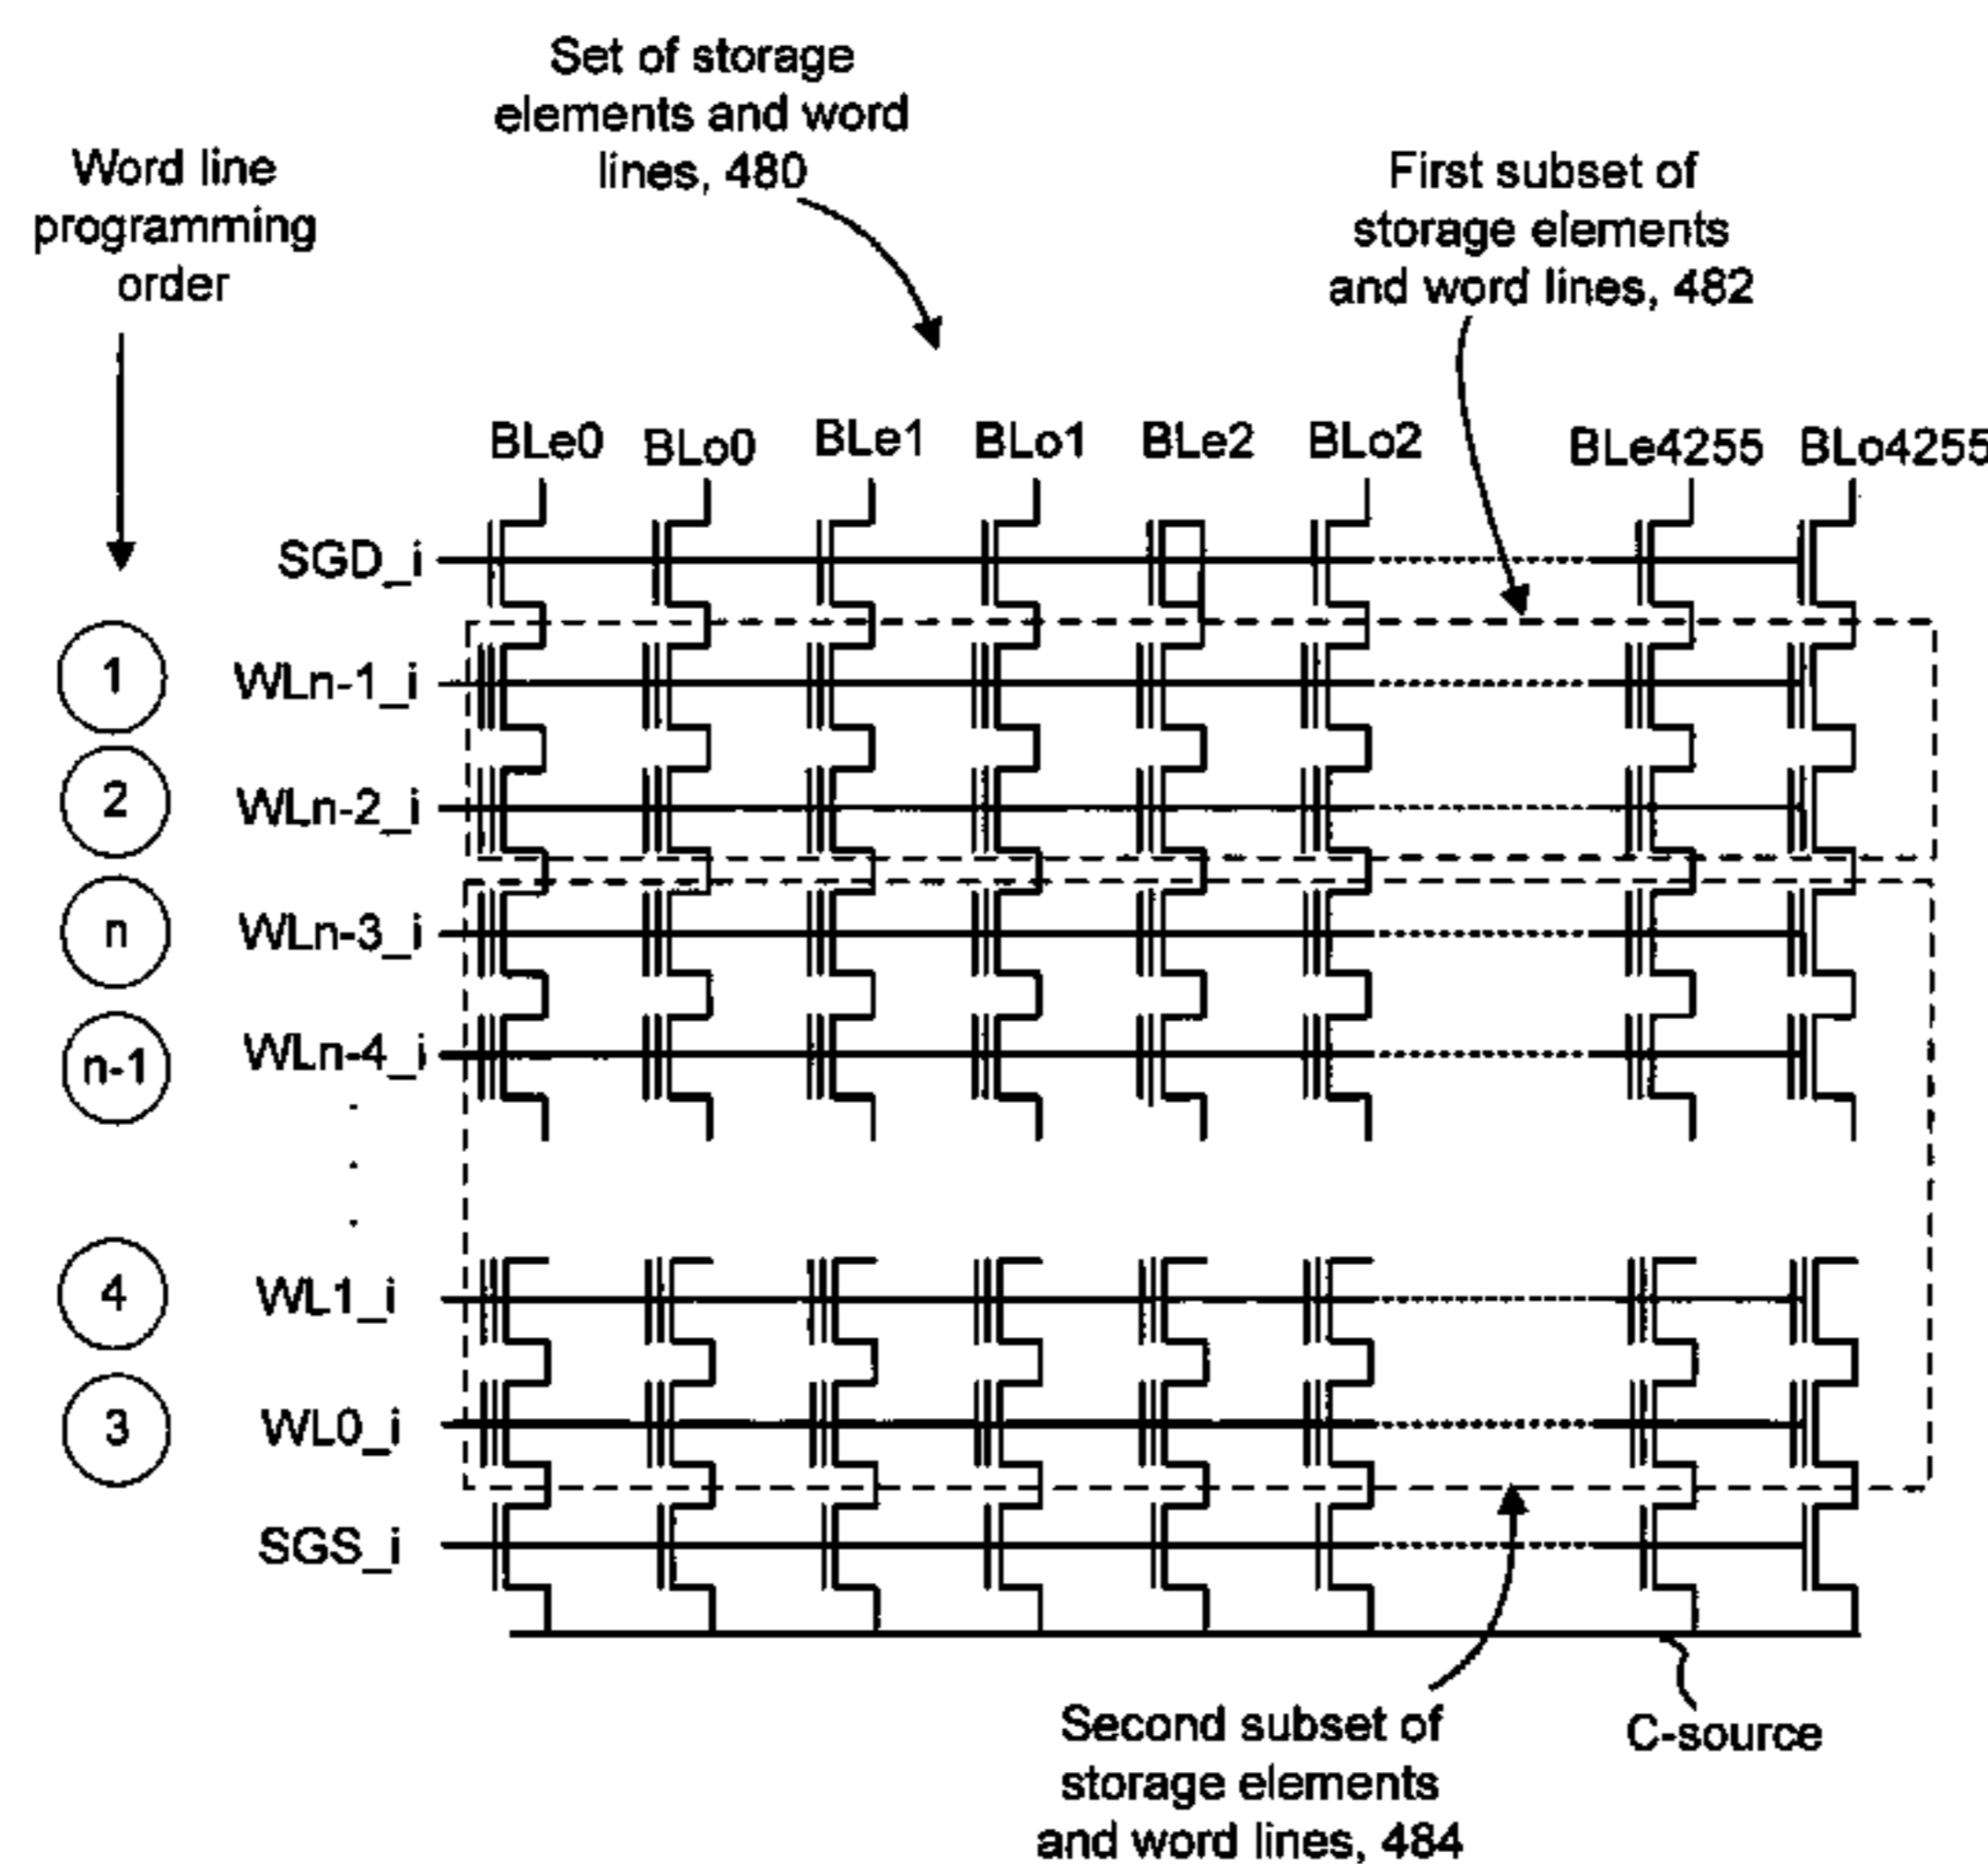 Set of storage
elements and word
lines, 480
Word line
programming
order
First subset of
storage elements
and word lines, 482
BLe0 BLo0 BLe1 BLo1 BLe2 BLo2 BLe4255 BLo4255
SGD_i
1 WLn-1_i
2 WLn-2_i
n WLn-3_i
n-1 WLn-4_i
4 WL1_i
3 WL0_i
SGS_i
Second subset of
storage elements
and word lines, 484
C-source